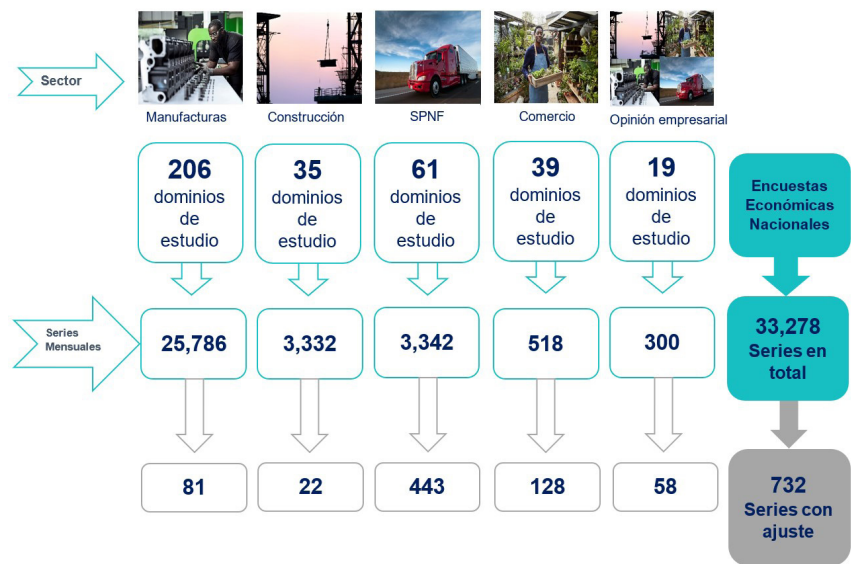 Sector
Manufacturas
Construcción
SPNF
Comercio
Opinión empresarial
206
dominios
de
estudio
35
dominios
de
estudio
61
dominios
de
estudio
39
dominios
de
estudio
19
dominios
de
estudio
Encuestas
Económicas
Nacionales
Series
Mensuales
25,786
3,332
3,342
518
300
33,278
Series en
total
81
22
443
128
58
732
Series con
ajuste